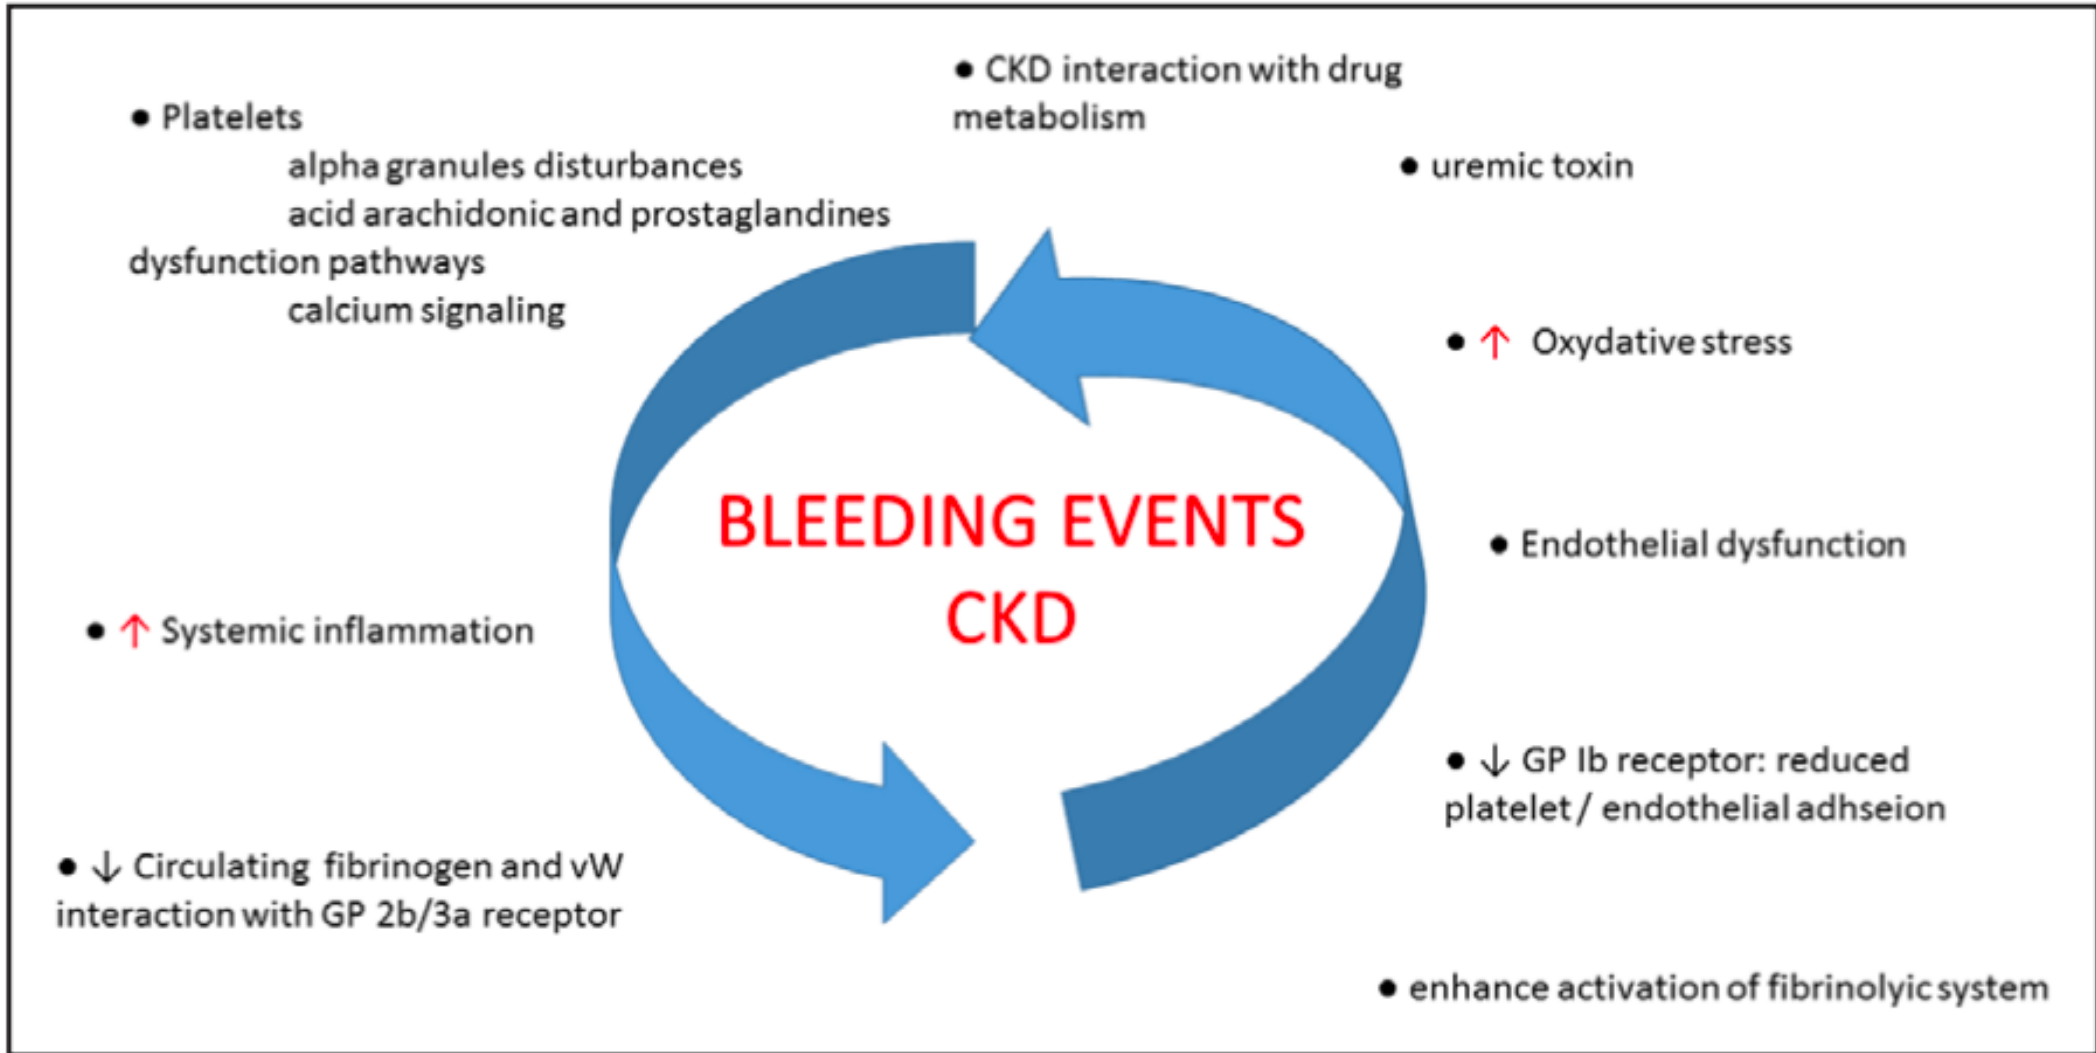 ● Platelets
alpha granules disturbances
acid arachidonic and prostaglandines
dysfunction pathways
calcium signaling
● CKD interaction with drug
metabolism
● uremic toxin
● ↑ Oxydative stress
● Endothelial dysfunction
● ↓ GP Ib receptor: reduced
platelet / endothelial adhseion
● enhance activation of fibrinolyic system
● ↑ Systemic inflammation
● ↓ Circulating fibrinogen and vW
interaction with GP 2b/3a receptor
BLEEDING EVENTS
CKD